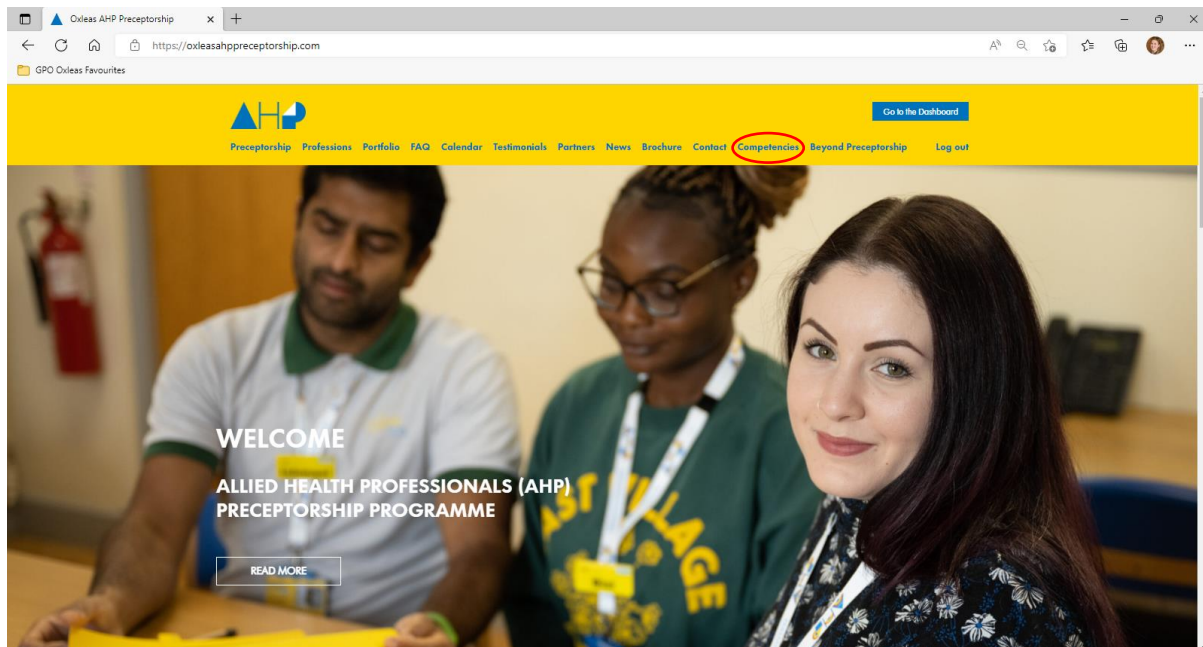 Oxleas AHP Preceptorship
https://oxleasahppreceptorship.com
GPO Oxleas Favourites
AHP
Go to the Dashboard
Preceptorship Professions Portfolio FAQ Calendar Testimonials Partners News Brochure Contact Competencies Beyond Preceptorship Log out
WELCOME
ALLIED HEALTH PROFESSIONALS (AHP)
PRECEPTORSHIP PROGRAMME
READ MORE
EAST VILLAGE